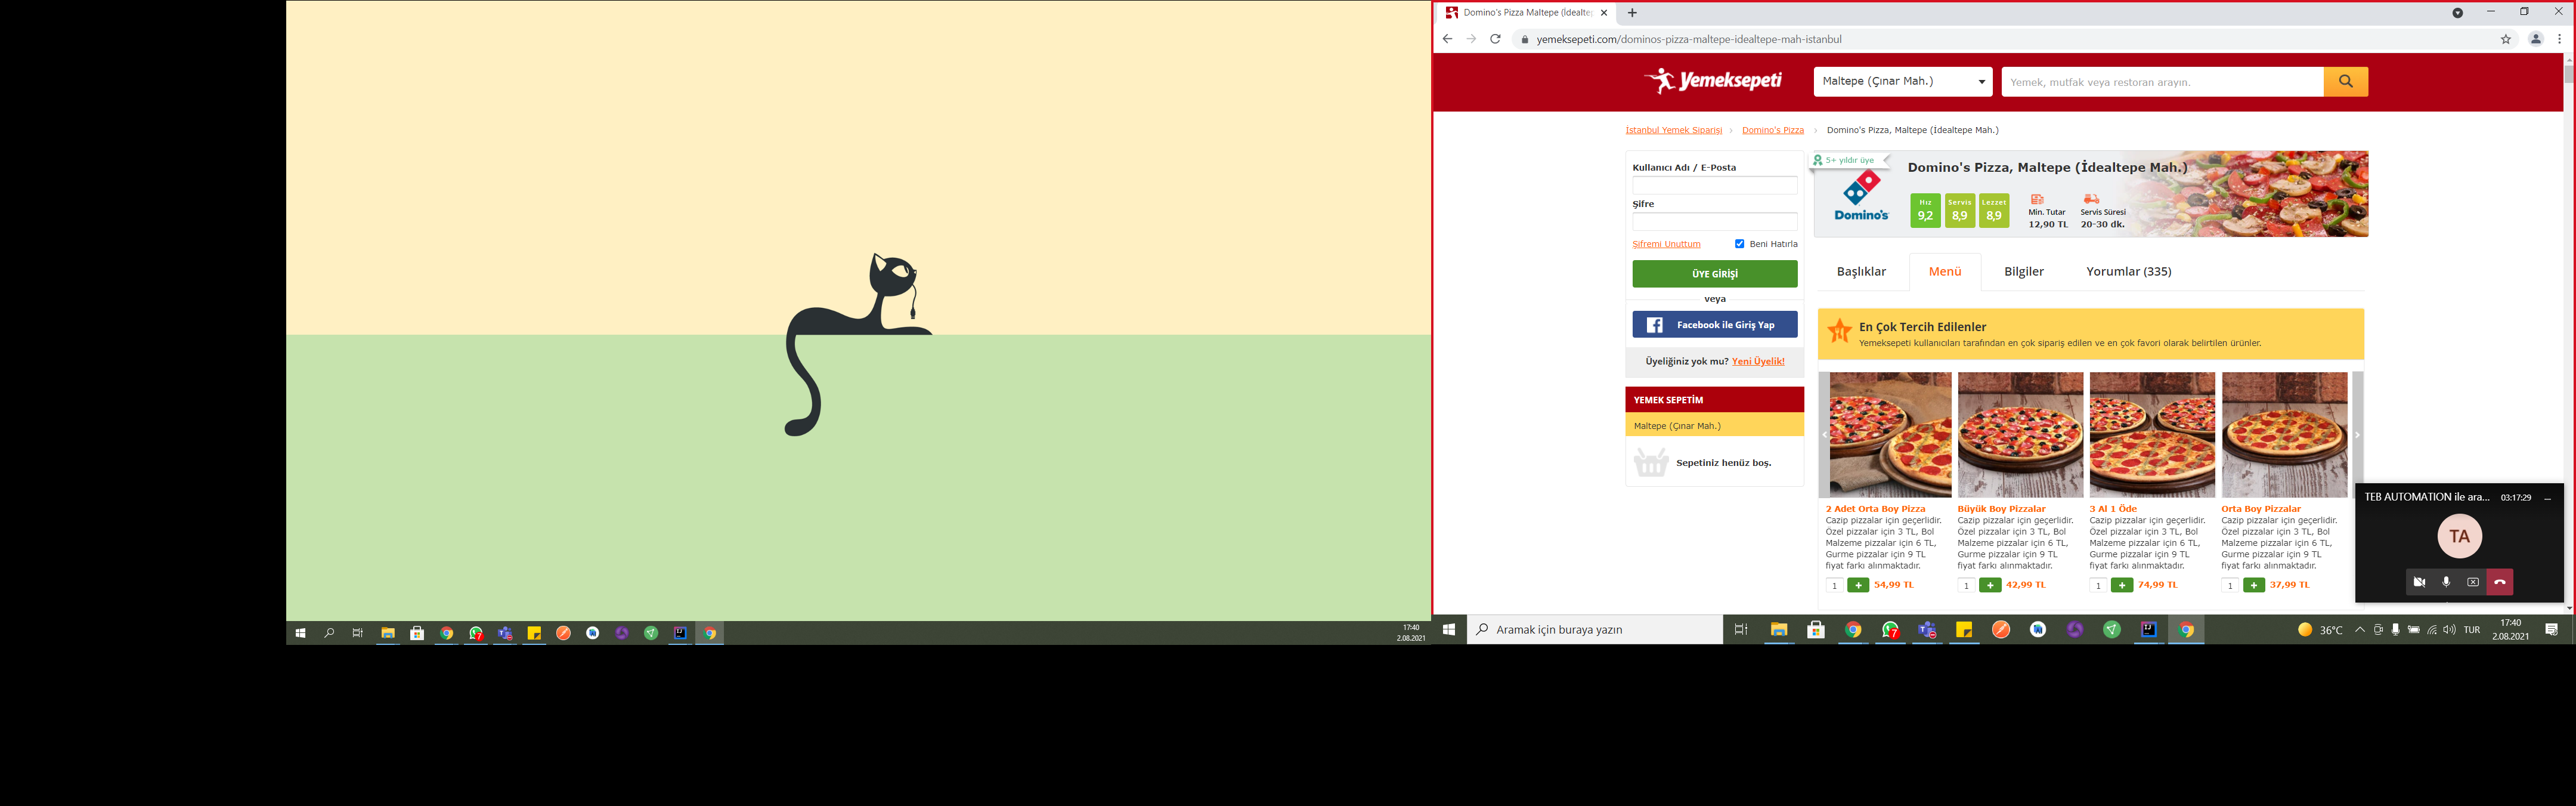 Domino's Pizza Maltepe (İdealtep
yemeksepeti.com/dominos-pizza-maltepe-idealtepe-mah-istanbul
Yemeksepeti
Maltepe (Çınar Mah.)
Yemek, mutfak veya restoran arayın.
İstanbul Yemek Siparişi > Domino's Pizza > Domino's Pizza, Maltepe (İdealtepe Mah.)
Kullanıcı Adı / E-Posta
Şifre
Şifremi Unuttum
Beni Hatırla
ÜYE GİRİŞİ
veya
Facebook ile Giriş Yap
Üyeliğiniz yok mu? Yeni Üyelik!
YEMEK SEPETİM
Maltepe (Çınar Mah.)
Sepetiniz henüz boş.
5+ yıldır üye
Domino's
Domino's Pizza, Maltepe (İdealtepe Mah.)
Hız
9,2
Servis
8,9
Lezzet
8,9
Min. Tutar
12,90 TL
Servis Süresi
20-30 dk.
Başlıklar
Menü
Bilgiler
Yorumlar (335)
En Çok Tercih Edilenler
Yemeksepeti kullanıcıları tarafından en çok sipariş edilen ve en çok favori olarak belirtilen ürünler.
2 Adet Orta Boy Pizza
Cazip pizzalar için geçerlidir.
Özel pizzalar için 3 TL, Bol
Malzeme pizzalar için 6 TL,
Gurme pizzalar için 9 TL
fiyat farkı alınmaktadır.
1 + 54,99 TL
Büyük Boy Pizzalar
Cazip pizzalar için geçerlidir.
Özel pizzalar için 3 TL, Bol
Malzeme pizzalar için 6 TL,
Gurme pizzalar için 9 TL
fiyat farkı alınmaktadır.
1 + 42,99 TL
3 Al 1 Öde
Cazip pizzalar için geçerlidir.
Özel pizzalar için 3 TL, Bol
Malzeme pizzalar için 6 TL,
Gurme pizzalar için 9 TL
fiyat farkı alınmaktadır.
1 + 74,99 TL
Orta Boy Pizzalar
Cazip pizzalar için geçerlidir.
Özel pizzalar için 3 TL, Bol
Malzeme pizzalar için 6 TL,
Gurme pizzalar için 9 TL
fiyat farkı alınmaktadır.
1 + 37,99 TL
TEB AUTOMATION ile ara... 03:17:29
TA
7
17:40
2.08.2021
Aramak için buraya yazın
7
36°C
TUR
17:40
2.08.2021